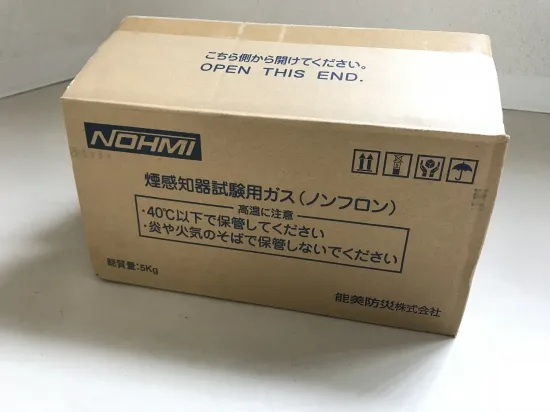 こちら側から開けてください。
OPEN THIS END.
NOHMI
煙感知器試験用ガス(ノンフロン)
高温に注意
・40℃以下で保管してください
・炎や火気のそばで保管しないでください
総質量:5Kg
能美防災株式会社